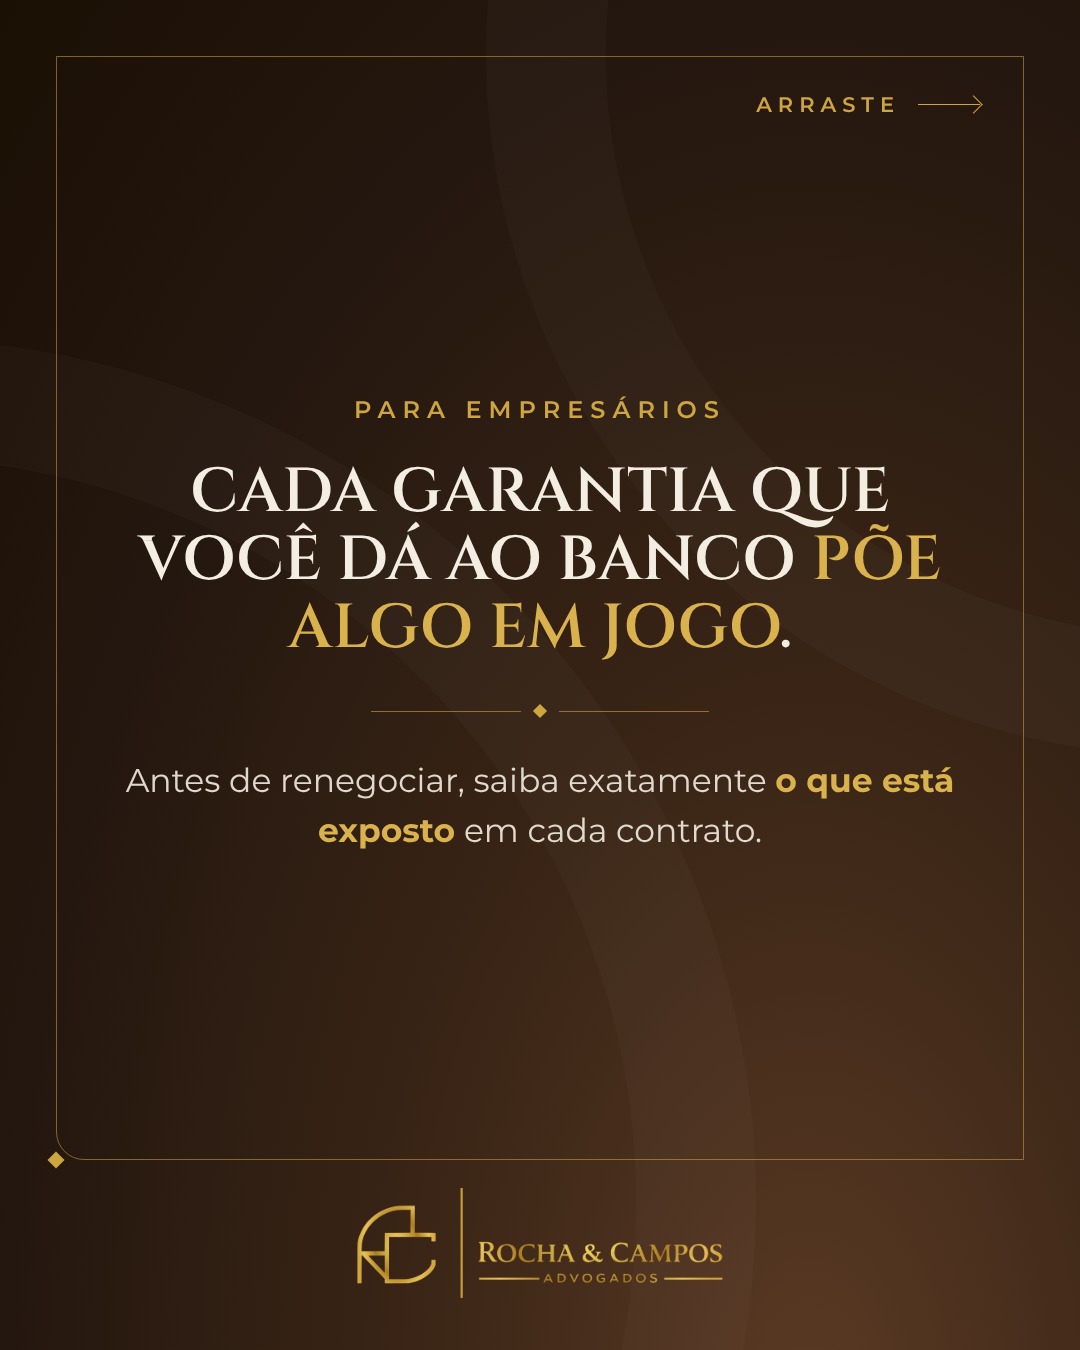 ARRASTE
PARA EMPRESÁRIOS
CADA GARANTIA QUE
VOCÊ DÁ AO BANCO PÕE
ALGO EM JOGO.
Antes de renegociar, saiba exatamente o que está
exposto em cada contrato.
ROCHA & CAMPOS
ADVOGADOS